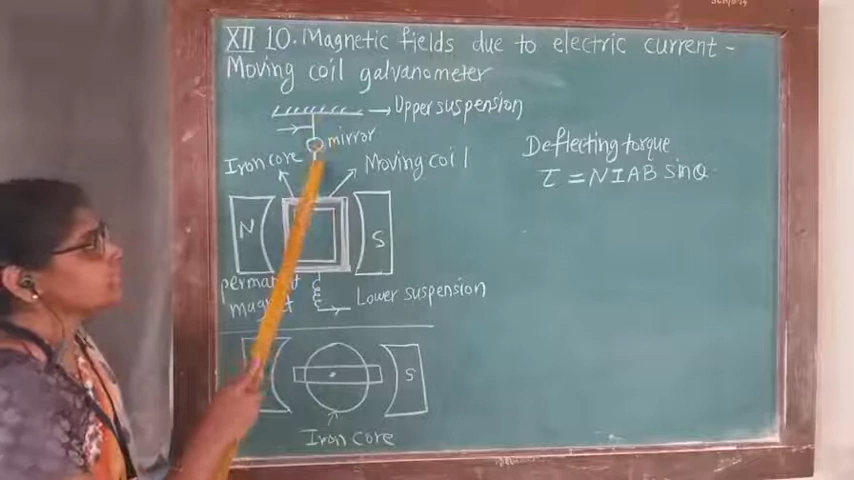 XII 10. Magnetic fields due to electric current -
Moving coil galvanometer
Upper suspension
mirror
Iron core
Moving coil
N
S
permanent
magnet
Lower suspension
S
Iron core
Deflecting torque
τ = NIAB sinθ